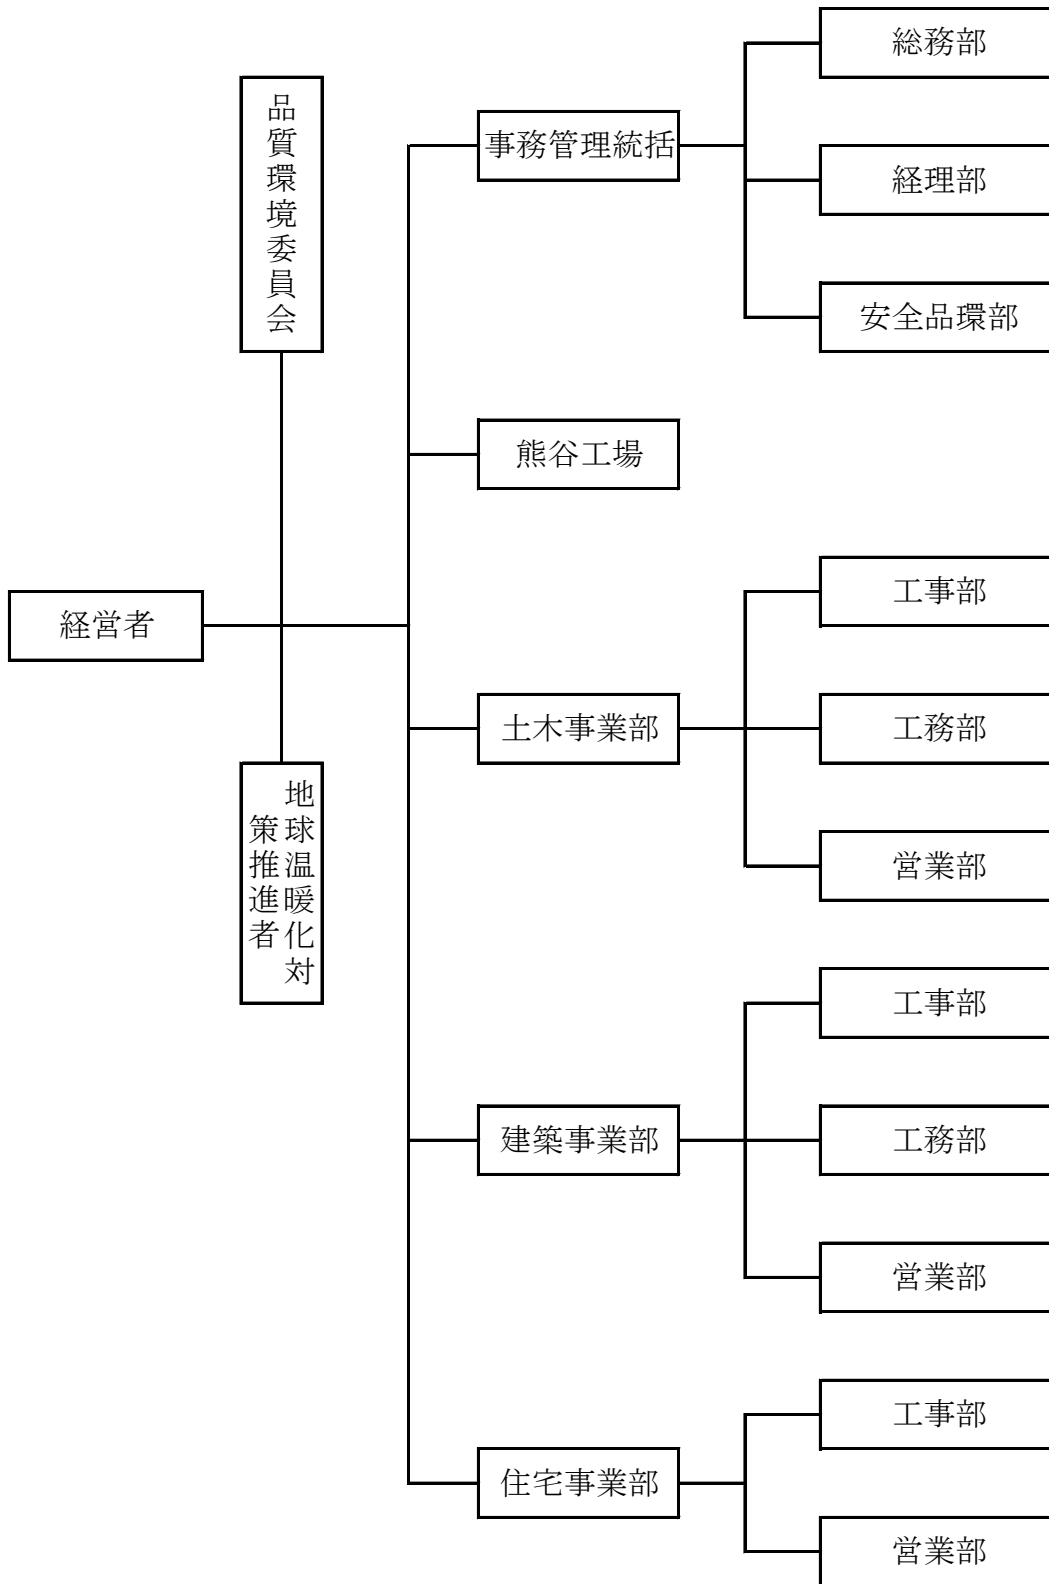 総務部
品質環境委員会
事務管理統括
経理部
安全品環部
熊谷工場
工事部
経営者
土木事業部
工務部
地球温暖化対
策推進者
営業部
工事部
建築事業部
工務部
営業部
工事部
住宅事業部
営業部